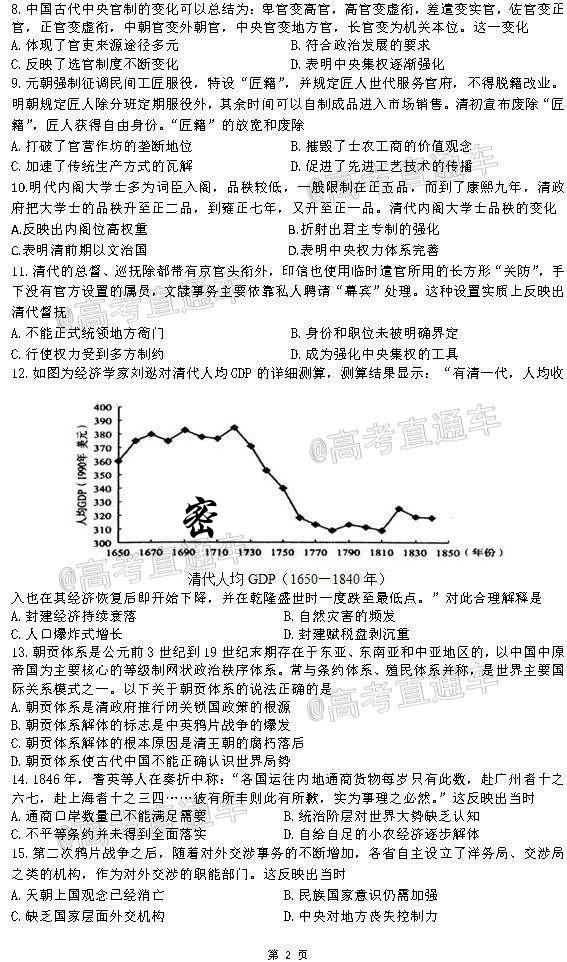 8. 中国古代中央官制的变化可以总结为：卑官变高官，高官变虚衔，差遣变实官，佐官变正
官，正官变虚衔，中朝官变外朝官，中央官变地方官，长官变为机关本位。这一变化
A. 体现了官吏来源途径多元 B. 符合政治发展的要求
C. 反映了选官制度不断变化 D. 表明中央集权逐渐强化
9. 元朝强制征调民间工匠服役，特设“匠籍”，并规定匠人世代服务官府，不得脱籍改业。
明朝规定匠人除分班定期服役外，其余时间可以自制成品进入市场销售。清初宣布废除“匠
籍”，匠人获得自由身份。“匠籍”的放宽和废除
A. 打破了官营作坊的垄断地位 B. 摧毁了士农工商的价值观念
C. 加速了传统生产方式的瓦解 D. 促进了先进工艺技术的传播
10.明代内阁大学士多为词臣入阁，品秩较低，一般限制在正五品，而到了康熙九年，清政
府把大学士的品秩升至正二品，到雍正七年，又升至正一品。清代内阁大学士品秩的变化
A.反映出内阁位高权重 B.折射出君主专制的强化
C.表明清前期以文治国 D.表明中央权力体系完善
11.清代的总督、巡抚除都带有京官头衔外，印信也使用临时遣官所用的长方形“关防”，手
下没有官方设置的属员，文牍事务主要依靠私人聘请“幕宾”处理。这种设置实质上反映出
清代督抚
A. 不能正式统领地方衙门 B. 身份和职位未被明确界定
C. 行使权力受到多方制约 D. 成为强化中央集权的工具
12. 如图为经济学家刘逖对清代人均GDP 的详细测算，测算结果显示：“有清一代，人均收
人均GDP（1990年 美元）
400
390
380
370
360
350
340
330
320
310
300
密
1650 1670 1690 1710 1730 1750 1770 1790 1810 1830 1850（年份）
清代人均 GDP（1650－1840 年）
入也在其经济恢复后即开始下降，并在乾隆盛世时一度跌至最低点。”对此合理解释是
A. 封建经济持续衰落 B. 自然灾害的频发
C. 人口爆炸式增长 D. 封建赋税盘剥沉重
13. 朝贡体系是公元前 3 世纪到 19 世纪末期存在于东亚、东南亚和中亚地区的，以中国中原
帝国为主要核心的等级制网状政治秩序体系。常与条约体系、殖民体系并称，是世界主要国
际关系模式之一。以下关于朝贡体系的说法正确的是
A. 朝贡体系是清政府推行闭关锁国政策的根源
B. 朝贡体系解体的标志是中英鸦片战争的爆发
C. 朝贡体系解体的根本原因是清王朝的腐朽落后
D. 朝贡体系使古代中国不能正确认识世界局势
14. 1846 年，耆英等人在奏折中称：“各国运往内地通商货物每岁只有此数，赴广州者十之
六七，赴上海者十之三四……彼有所丰则此有所歉，实为事理之必然。”这反映出当时
A. 通商口岸数量已不能满足需要 B. 统治阶层对世界大势缺乏认知
C. 不平等条约并未得到全面落实 D. 自给自足的小农经济逐步解体
15. 第二次鸦片战争之后，随着对外交涉事务的不断增加，各省自主设立了洋务局、交涉局
之类的机构，作为对外交涉的职能部门。这反映出当时
A. 天朝上国观念已经消亡 B. 民族国家意识仍需加强
C. 缺乏国家层面外交机构 D. 中央对地方丧失控制力
第 2 页
@高考直通车
@高考直通车
@高考直通车
@高考直通车
@高考直通车
@高考直通车